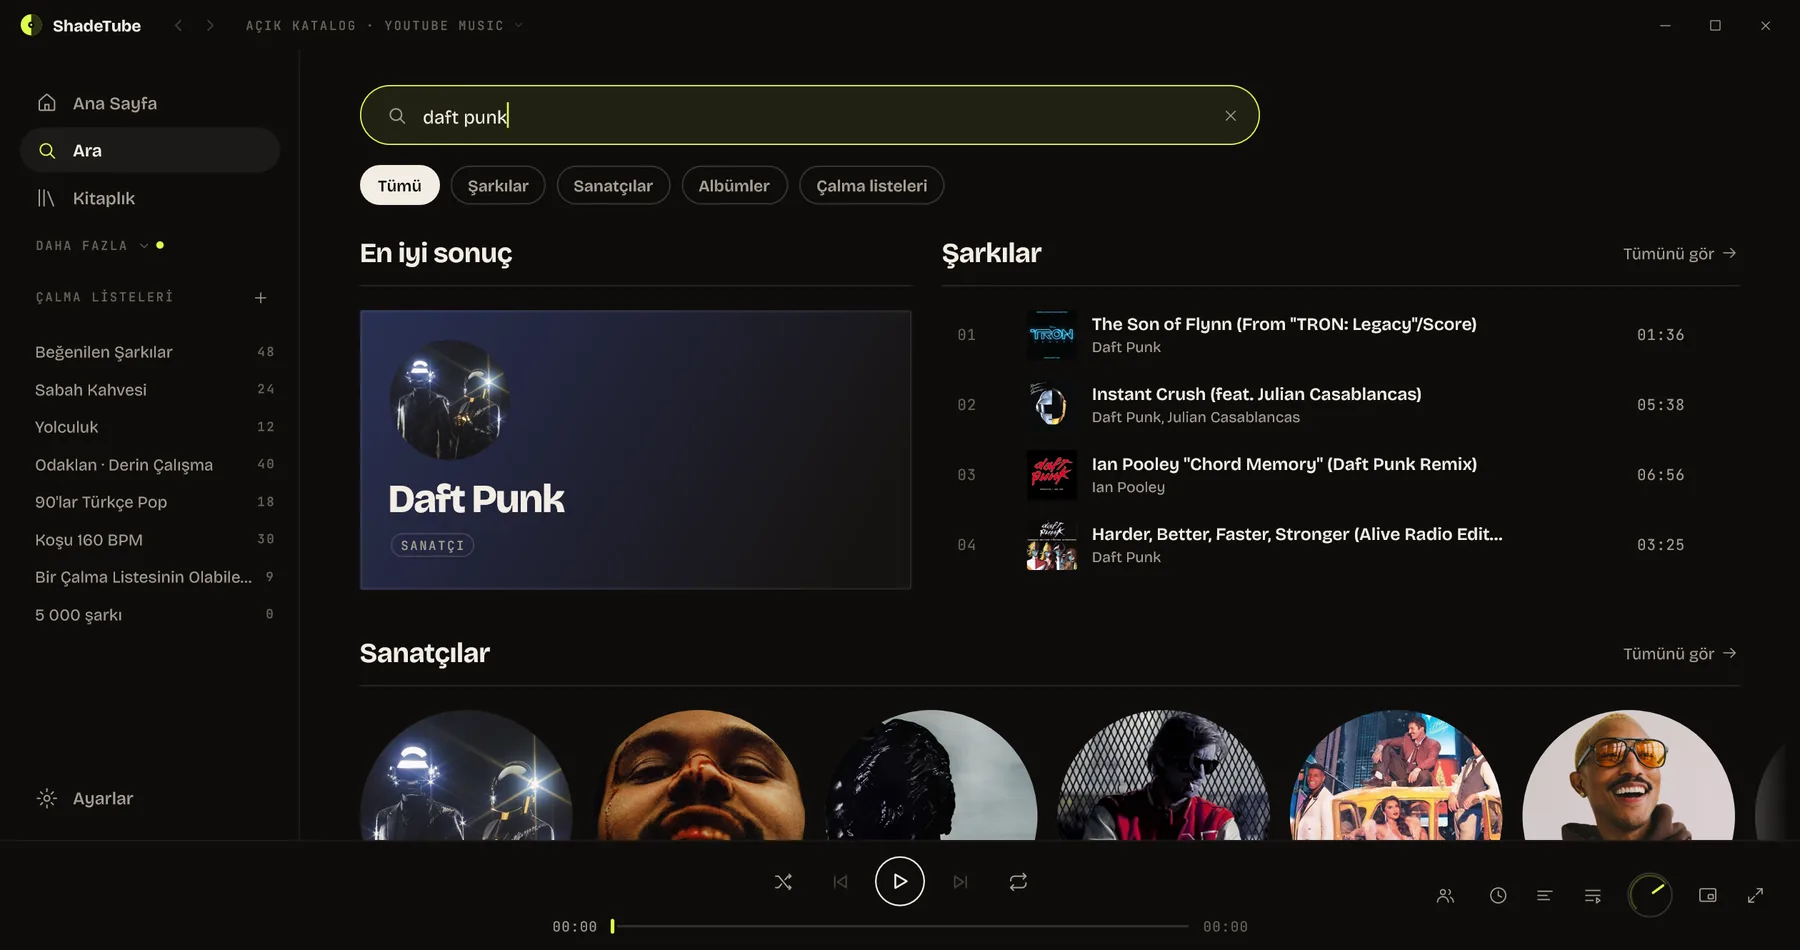 ShadeTube
AÇIK KATALOG · YOUTUBE MUSIC
Ana Sayfa
Ara
Kitaplık
DAHA FAZLA
ÇALMA LİSTELERİ
Beğenilen Şarkılar 48
Sabah Kahvesi 24
Yolculuk 12
Odaklan · Derin Çalışma 40
90'lar Türkçe Pop 18
Koşu 160 BPM 30
Bir Çalma Listesinin Olabile... 9
5 000 şarkı 0
Ayarlar
daft punk
Tümü Şarkılar Sanatçılar Albümler Çalma listeleri
En iyi sonuç
Daft Punk
SANATÇI
Şarkılar Tümünü gör
01 The Son of Flynn (From "TRON: Legacy"/Score) 01:36
TRON
Daft Punk
02 Instant Crush (feat. Julian Casablancas) 05:38
Daft Punk, Julian Casablancas
03 Ian Pooley "Chord Memory" (Daft Punk Remix) 06:56
daft punk
Ian Pooley
04 Harder, Better, Faster, Stronger (Alive Radio Edit... 03:25
daft punk
Daft Punk
Sanatçılar Tümünü gör
00:00 00:00